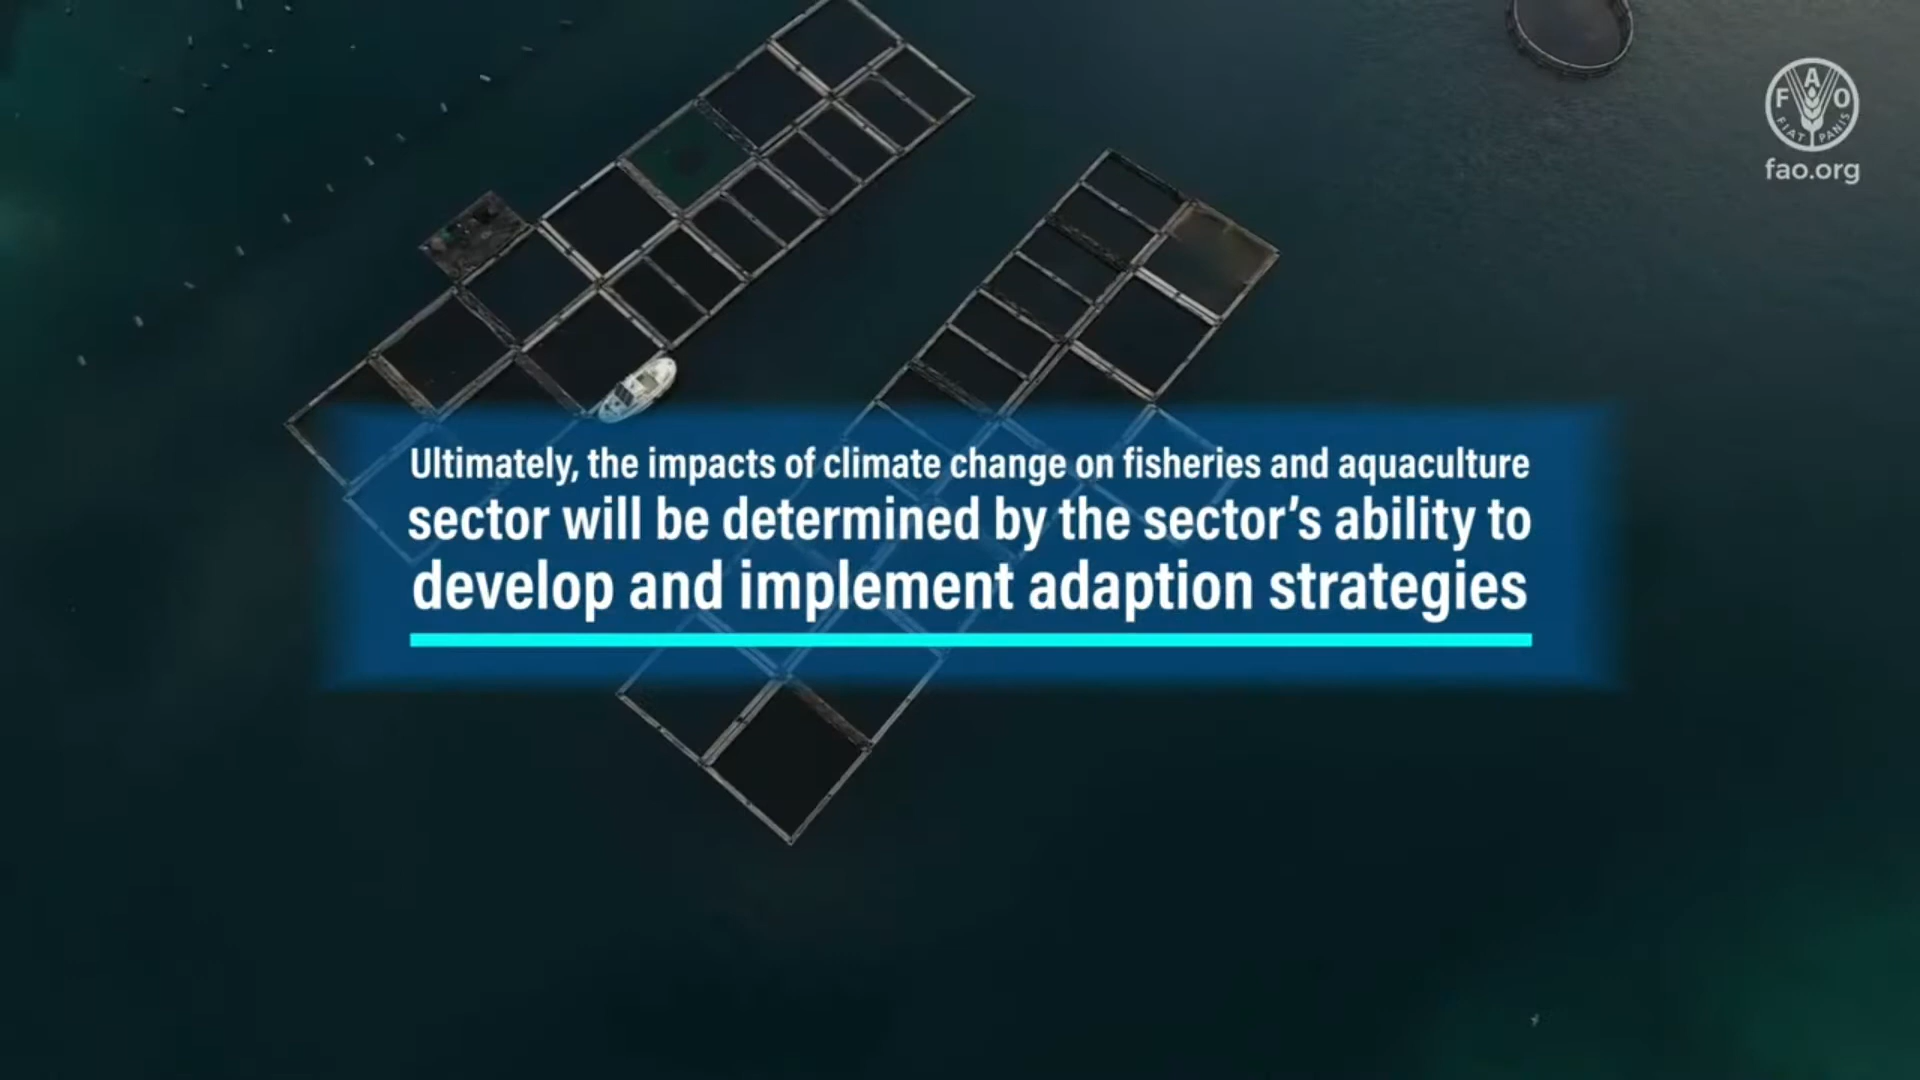 F A O
FIAT PANIS
fao.org
Ultimately, the impacts of climate change on fisheries and aquaculture
sector will be determined by the sector’s ability to
develop and implement adaption strategies